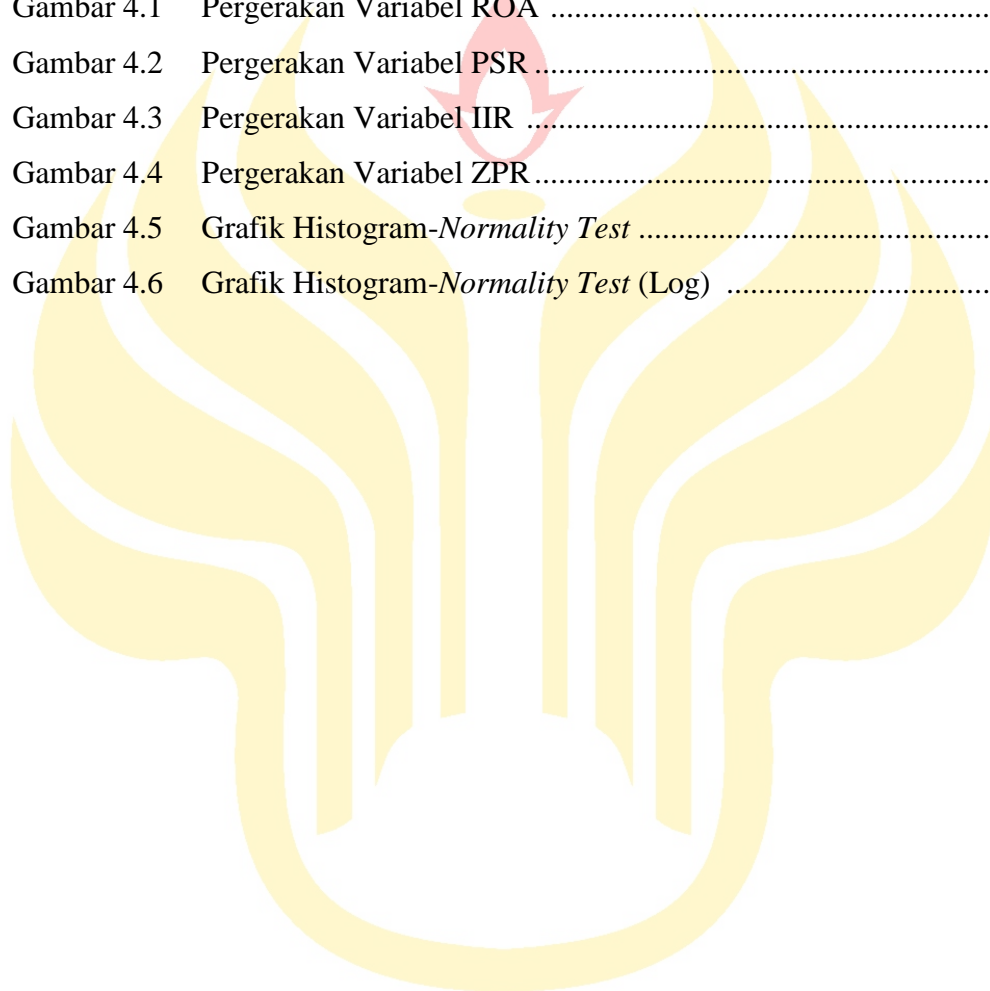 Gambar 4.1 Pergerakan Variabel ROA ....................................................
Gambar 4.2 Pergerakan Variabel PSR ......................................................
Gambar 4.3 Pergerakan Variabel IIR .......................................................
Gambar 4.4 Pergerakan Variabel ZPR ......................................................
Gambar 4.5 Grafik Histogram-Normality Test .........................................
Gambar 4.6 Grafik Histogram-Normality Test (Log) ..............................